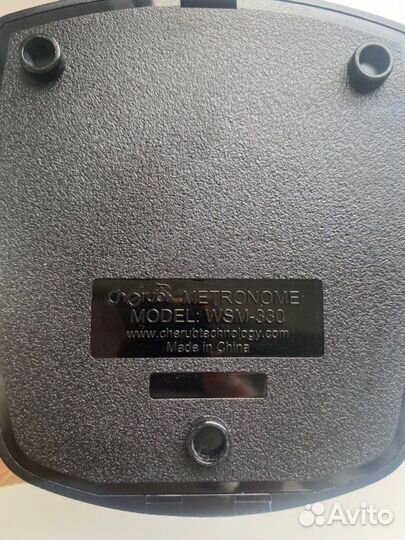 cherub METRONOME
MODEL: WSM-330
www.cherubtechnology.com
Made in China
Avito